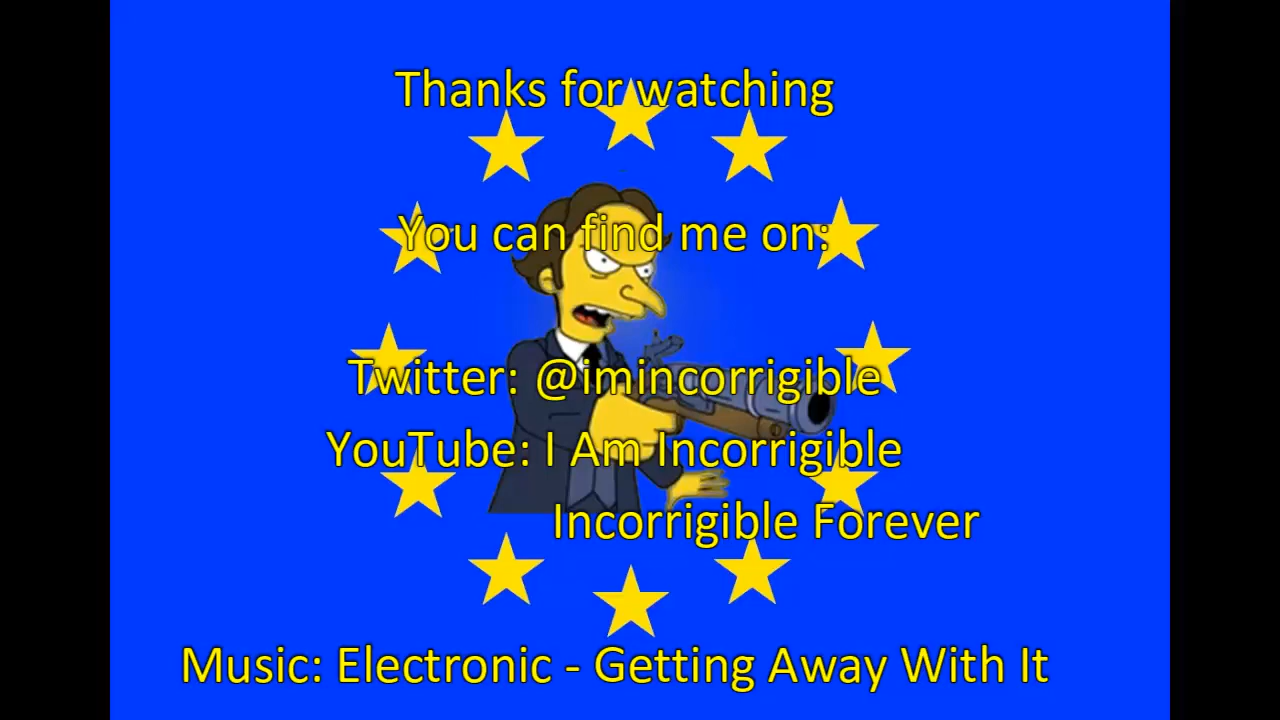 Thanks for watching
You can find me on:
Twitter: @imincorrigible
YouTube: I Am Incorrigible
Incorrigible Forever
Music: Electronic - Getting Away With It